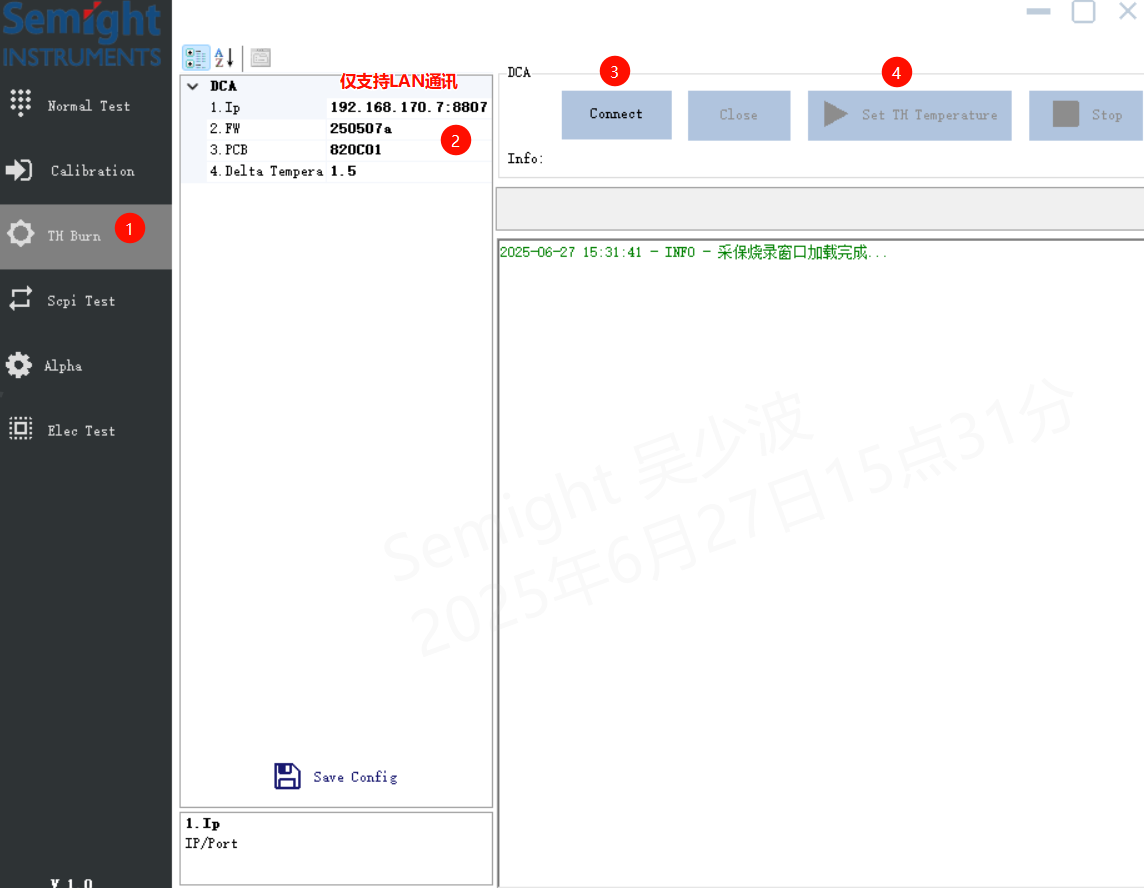 Semight
INSTRUMENTS
Normal Test
Calibration
TH Burn 1
Scpi Test
Alpha
Elec Test
V 1.0
仅支持LAN通讯
DCA
1.Ip 192.168.170.7:8807
2.FW 250507a
3.PCB 820C01
4.Delta Tempera 1.5
2
Save Config
1.Ip
IP/Port
DCA
3
4
Connect
Close
Set TH Temperature
Stop
Info:
2025-06-27 15:31:41 - INFO - 采保烧录窗口加载完成...
Semight 吴少波
2025年6月27日15点31分